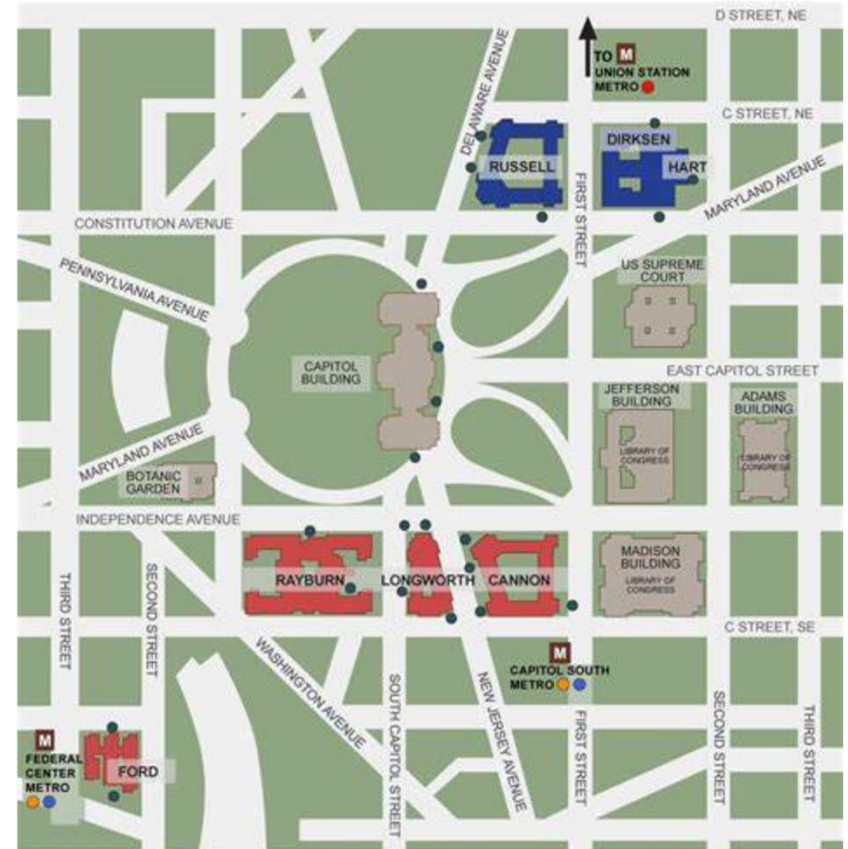 D STREET, NE
TO M
UNION STATION
METRO
C STREET, NE
DELAWARE AVENUE
DIRKSEN
RUSSELL
HART
MARYLAND AVENUE
FIRST STREET
CONSTITUTION AVENUE
PENNSYLVANIA AVENUE
US SUPREME
COURT
CAPITOL
BUILDING
EAST CAPITOL STREET
JEFFERSON
BUILDING
ADAMS
BUILDING
LIBRARY OF
CONGRESS
LIBRARY OF
CONGRESS
MARYLAND AVENUE
BOTANIC
GARDEN
INDEPENDENCE AVENUE
RAYBURN
LONGWORTH
CANNON
MADISON
BUILDING
LIBRARY OF
CONGRESS
THIRD STREET
SECOND STREET
C STREET, SE
WASHINGTON AVENUE
M
CAPITOL SOUTH
METRO
SOUTH CAPITOL STREET
NEW JERSEY AVENUE
FIRST STREET
SECOND STREET
THIRD STREET
M
FEDERAL
CENTER
METRO
FORD